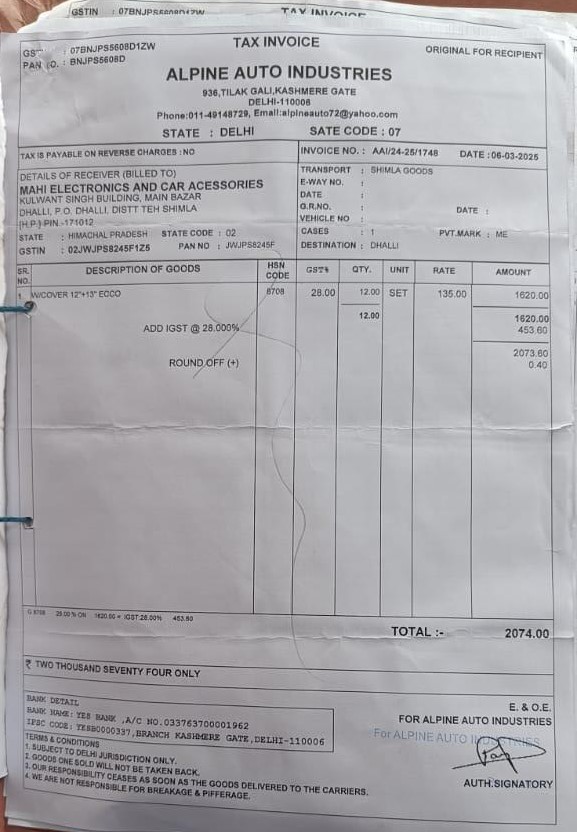 GSTIN : 07BNJPS5608D1ZW TAX INVOICE
: 07BNJPS5608D1ZW
TAX INVOICE
ORIGINAL FOR RECIPIENT
PAN NO. : BNJPS5608D
ALPINE AUTO INDUSTRIES
936,TILAK GALI,KASHMERE GATE
DELHI-110006
Phone:011-49148729, Email:alpineauto72@yahoo.com
STATE : DELHI SATE CODE : 07
TAX IS PAYABLE ON REVERSE CHARGES : NO
INVOICE NO. : AAI/24-25/1748 DATE :06-03-2025
DETAILS OF RECEIVER (BILLED TO)
MAHI ELECTRONICS AND CAR ACESSORIES
KULWANT SINGH BUILDING, MAIN BAZAR
DHALLI, P.O. DHALLI. DISTT TEH SHIMLA
(H.P.) PIN.-171012
STATE : HIMACHAL PRADESH STATE CODE : 02
GSTIN : 02JWJPS8245F1Z5 PAN NO : JWJPS8245F
TRANSPORT : SHIMLA GOODS
E-WAY NO. :
DATE :
G.R.NO. : DATE :
VEHICLE NO :
CASES : 1 PVT.MARK : ME
DESTINATION : DHALLI
SR. NO. DESCRIPTION OF GOODS HSN CODE GST% QTY. UNIT RATE AMOUNT
1. W/COVER 12"+13" ECCO 8708 28.00 12.00 SET 135.00 1620.00
12.00 1620.00
ADD IGST @ 28.000% 453.60
2073.60
ROUND OFF (+) 0.40
G 8708 28.00 % ON 1620.00 = IGST:28.00% 453.60
TOTAL :- 2074.00
₹ TWO THOUSAND SEVENTY FOUR ONLY
BANK DETAIL
BANK NAME: YES BANK ,A/C NO.033763700001962
IFSC CODE: YESB0000337,BRANCH KASHMERE GATE,DELHI-110006
TERMS & CONDITIONS
1. SUBJECT TO DELHI JURISDICTION ONLY.
2. GOODS ONE SOLD WILL NOT BE TAKEN BACK.
3. OUR RESPONSIBILITY CEASES AS SOON AS THE GOODS DELIVERED TO THE CARRIERS.
4. WE ARE NOT RESPONSIBLE FOR BREAKAGE & PIFFERAGE.
E. & O.E.
FOR ALPINE AUTO INDUSTRIES
For ALPINE AUTO INDUSTRIES
AUTH.SIGNATORY